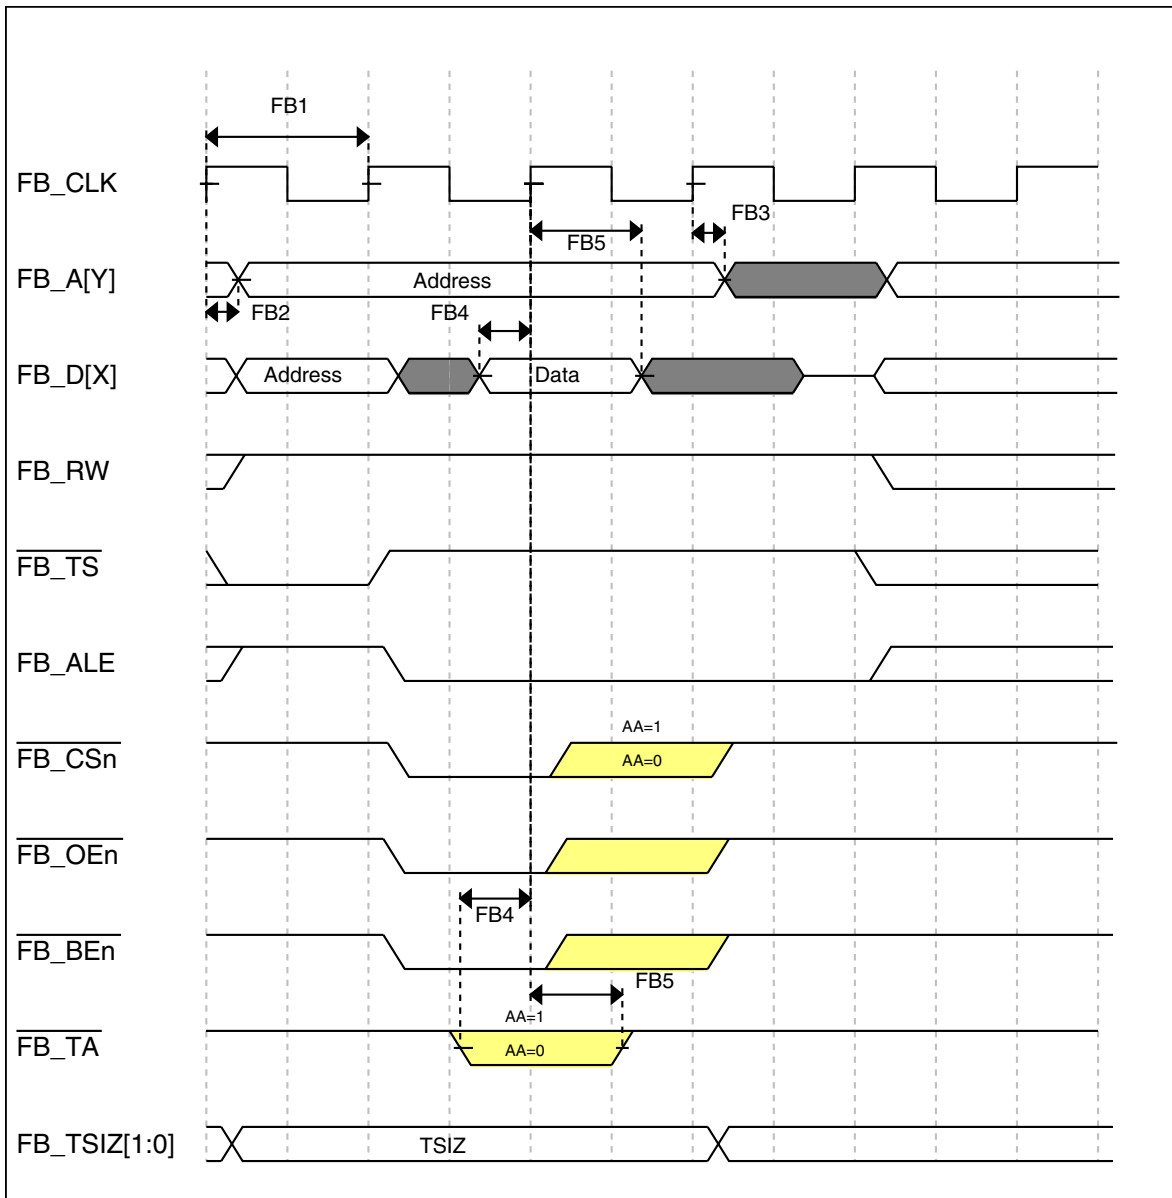 FB1
FB_CLK
FB3
FB5
FB_A[Y]
Address
FB2
FB4
FB_D[X]
Address
Data
FB_RW
FB_TS
FB_ALE
AA=1
FB_CSn
AA=0
FB_OEn
FB4
FB_BEn
FB5
AA=1
FB_TA
AA=0
FB_TSIZ[1:0]
TSIZ